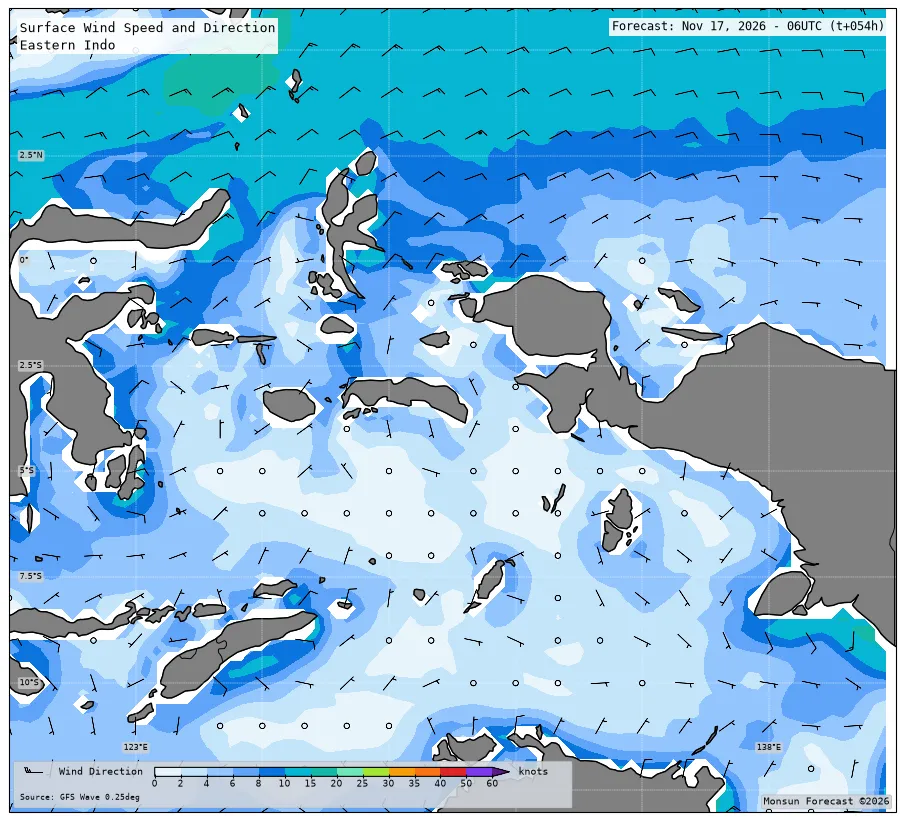 Surface Wind Speed and Direction
Eastern Indo
Forecast: Nov 17, 2026 - 06UTC (t+054h)
2.5°N
0°
2.5°S
5°S
7.5°S
10°S
123°E
138°E
Wind Direction
knots
0 2 4 6 8 10 15 20 25 30 35 40 50 60
Source: GFS Wave 0.25deg
Monsun Forecast ©2026